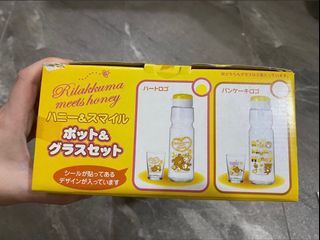 Rilakkuma
meets honey
ハニー&スマイル
ポット&
グラスセット
シールが貼ってある
デザインが入っています
ハートロゴ
パンケーキロゴ